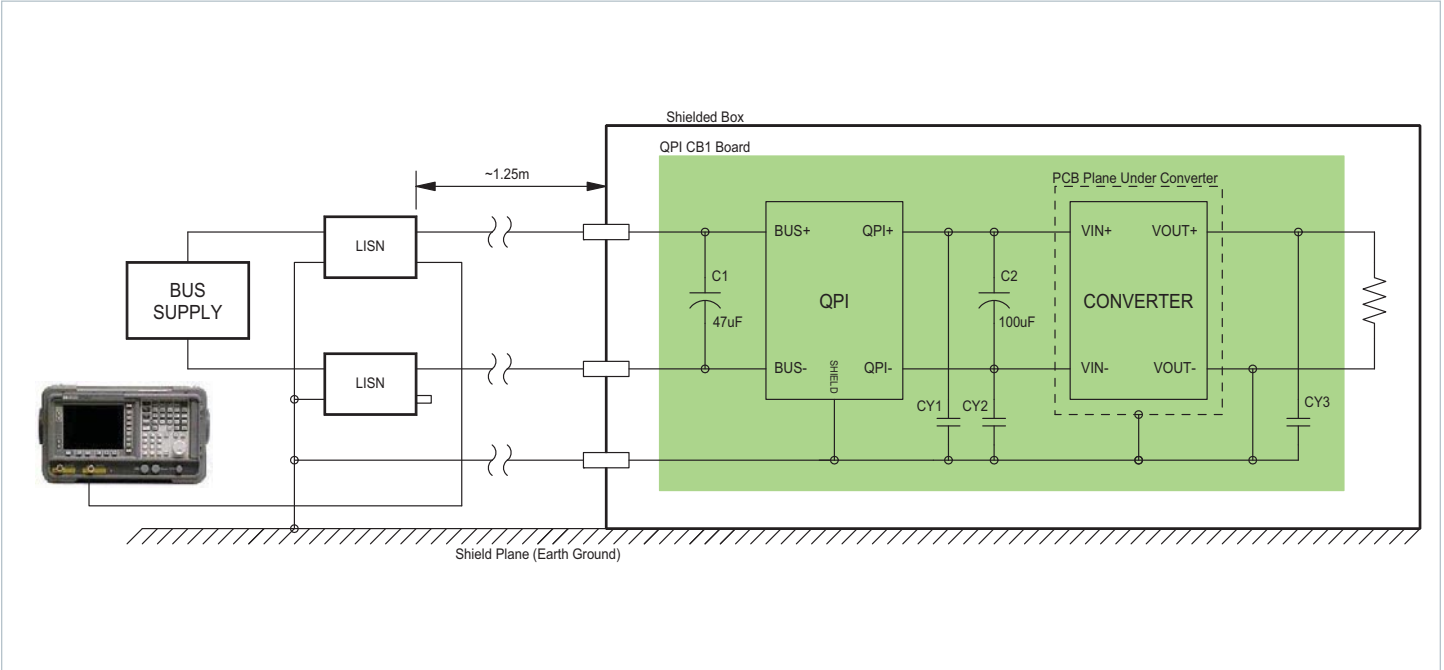 Shielded Box
QPI CB1 Board
~1.25m
PCB Plane Under Converter
LISN
BUS+
QPI+
VIN+
VOUT+
BUS
SUPPLY
C1
47uF
QPI
C2
100uF
CONVERTER
LISN
BUS-
SHIELD
QPI-
VIN-
VOUT-
CY1
CY2
CY3
Shield Plane (Earth Ground)